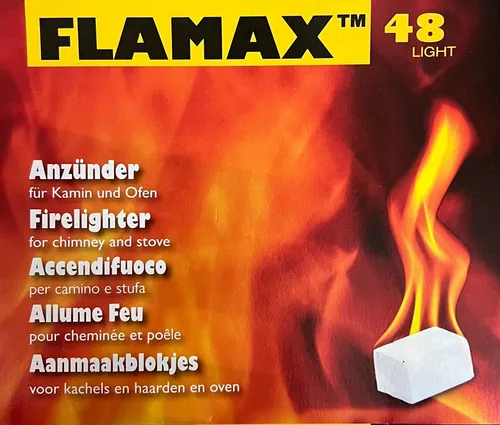 FLAMAX™ 48
LIGHT
Anzünder
für Kamin und Ofen
Firelighter
for chimney and stove
Accendifuoco
per camino e stufa
Allume Feu
pour cheminée et poêle
Aanmaakblokjes
voor kachels en haarden en oven